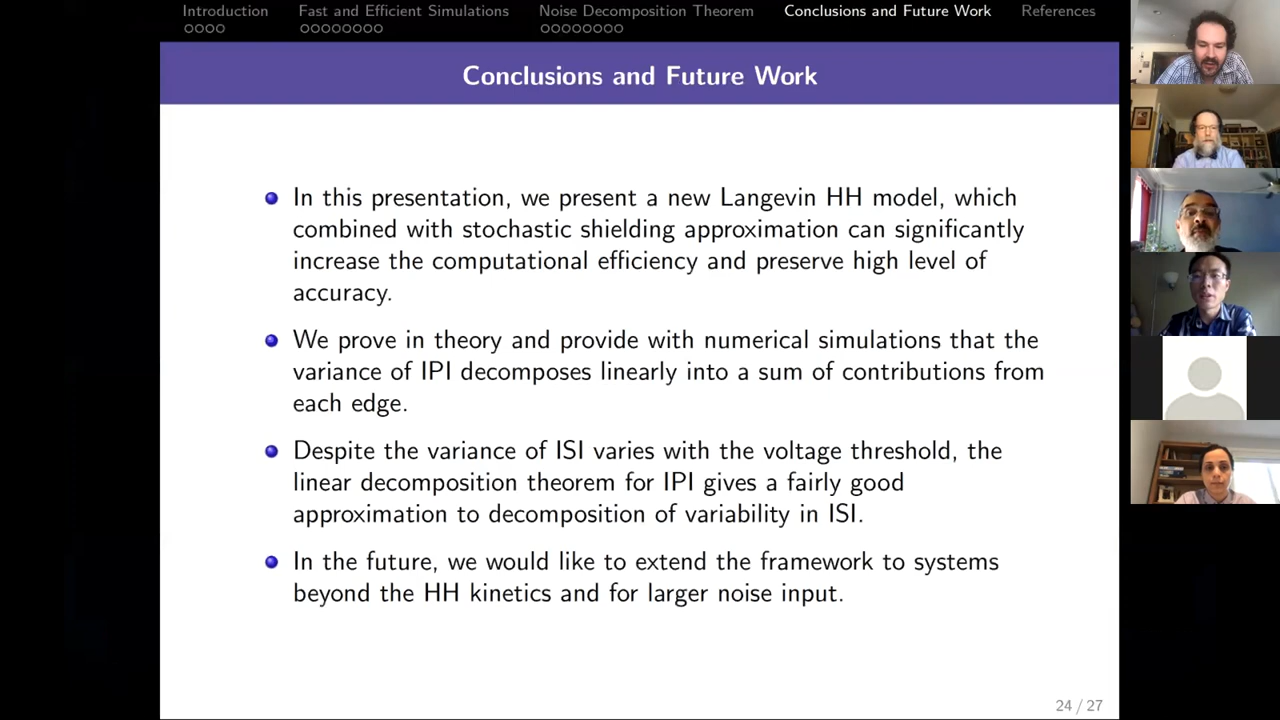 Introduction Fast and Efficient Simulations Noise Decomposition Theorem Conclusions and Future Work References
Conclusions and Future Work
In this presentation, we present a new Langevin HH model, which
combined with stochastic shielding approximation can significantly
increase the computational efficiency and preserve high level of
accuracy.
We prove in theory and provide with numerical simulations that the
variance of IPI decomposes linearly into a sum of contributions from
each edge.
Despite the variance of ISI varies with the voltage threshold, the
linear decomposition theorem for IPI gives a fairly good
approximation to decomposition of variability in ISI.
In the future, we would like to extend the framework to systems
beyond the HH kinetics and for larger noise input.
24 / 27